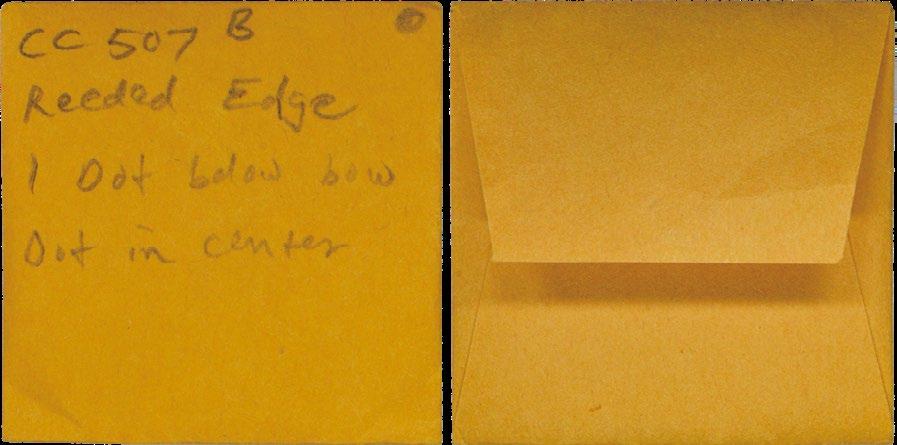 CC 507 B
Reeded Edge
1 Dot below bow
Dot in center